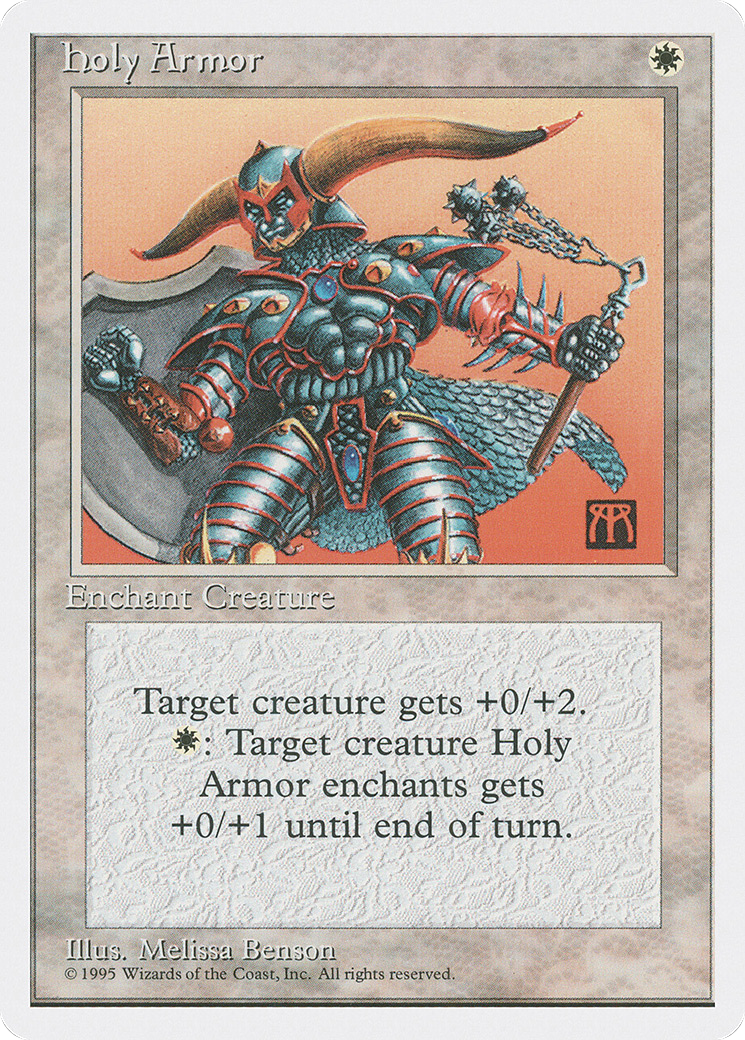 Holy Armor
Enchant Creature
Target creature gets +0/+2.
: Target creature Holy
Armor enchants gets
+0/+1 until end of turn.
Illus. Melissa Benson
© 1995 Wizards of the Coast, Inc. All rights reserved.